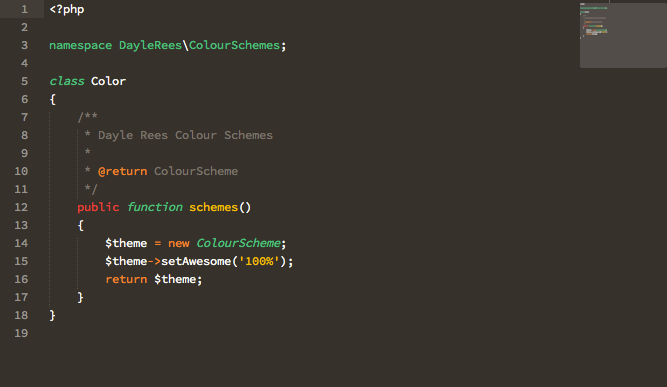 1 <?php
2
3 namespace DayleRees\ColourSchemes;
4
5 class Color
6 {
7     /**
8      * Dayle Rees Colour Schemes
9      *
10      * @return ColourScheme
11      */
12     public function schemes()
13     {
14         $theme = new ColourScheme;
15         $theme->setAwesome('100%');
16         return $theme;
17     }
18 }
19